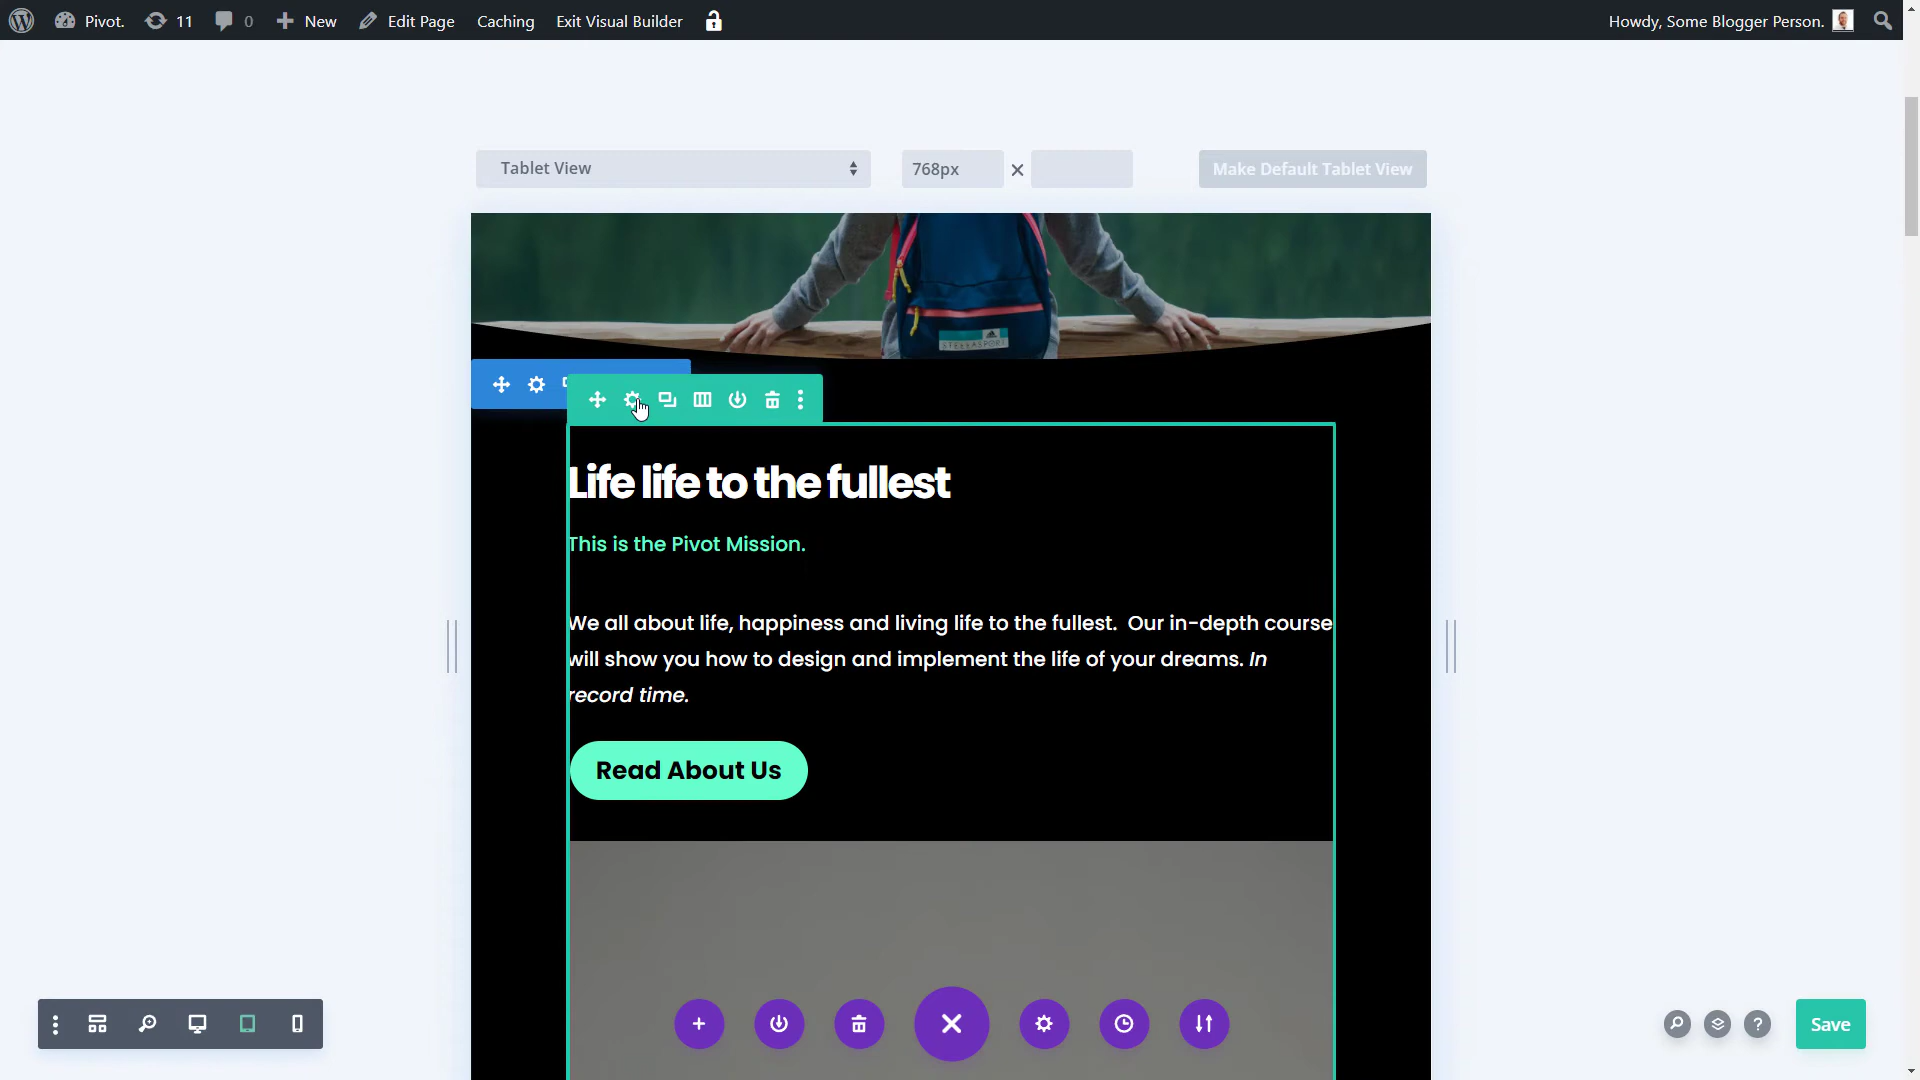 Pivot.
11
0
New
Edit Page
Caching
Exit Visual Builder
Howdy, Some Blogger Person.
Tablet View
768px
Make Default Tablet View
Life life to the fullest
This is the Pivot Mission.
We all about life, happiness and living life to the fullest.  Our in-depth course
will show you how to design and implement the life of your dreams. In
record time.
Read About Us
Save